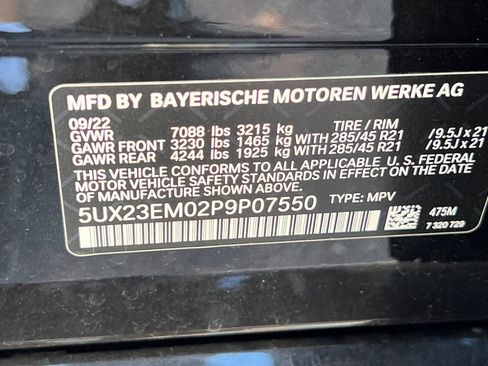 MFD BY BAYERISCHE MOTOREN WERKE AG
09/22
GVWR 7088 lbs 3215 kg TIRE / RIM
GAWR FRONT 3230 lbs 1465 kg WITH 285/45 R21 /9.5J x 21
GAWR REAR 4244 lbs 1925 kg WITH 285/45 R21 /9.5J x 21
THIS VEHICLE CONFORMS TO ALL APPLICABLE U.S. FEDERAL
MOTOR VEHICLE SAFETY STANDARDS IN EFFECT ON THE DATE
OF MANUFACTURE SHOWN ABOVE.
5UX23EM02P9P07550 TYPE: MPV
475M
7 320 729